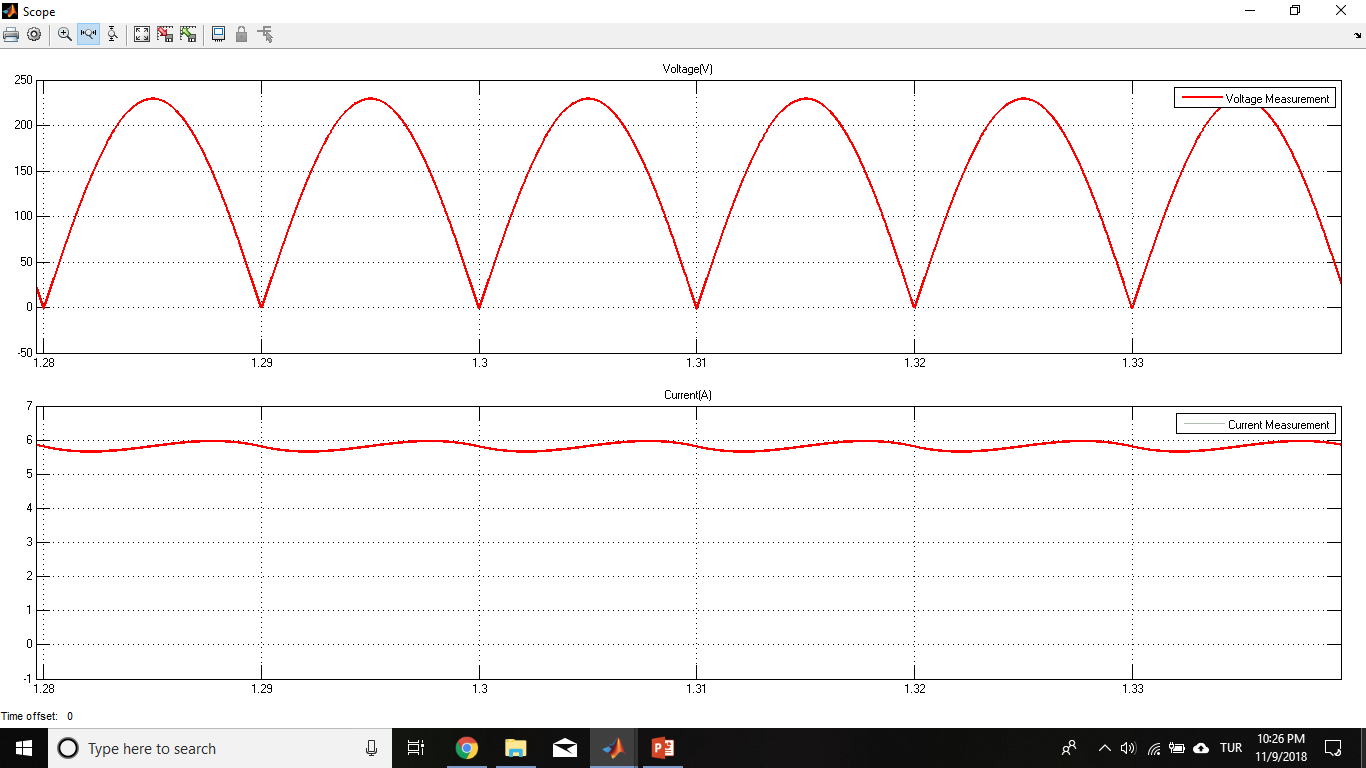 Scope
Voltage(V)
Voltage Measurement
250
200
150
100
50
0
-50
1.28 1.29 1.3 1.31 1.32 1.33
Current(A)
Current Measurement
7
6
5
4
3
2
1
0
-1
1.28 1.29 1.3 1.31 1.32 1.33
Time offset: 0
Type here to search
TUR
10:26 PM
11/9/2018